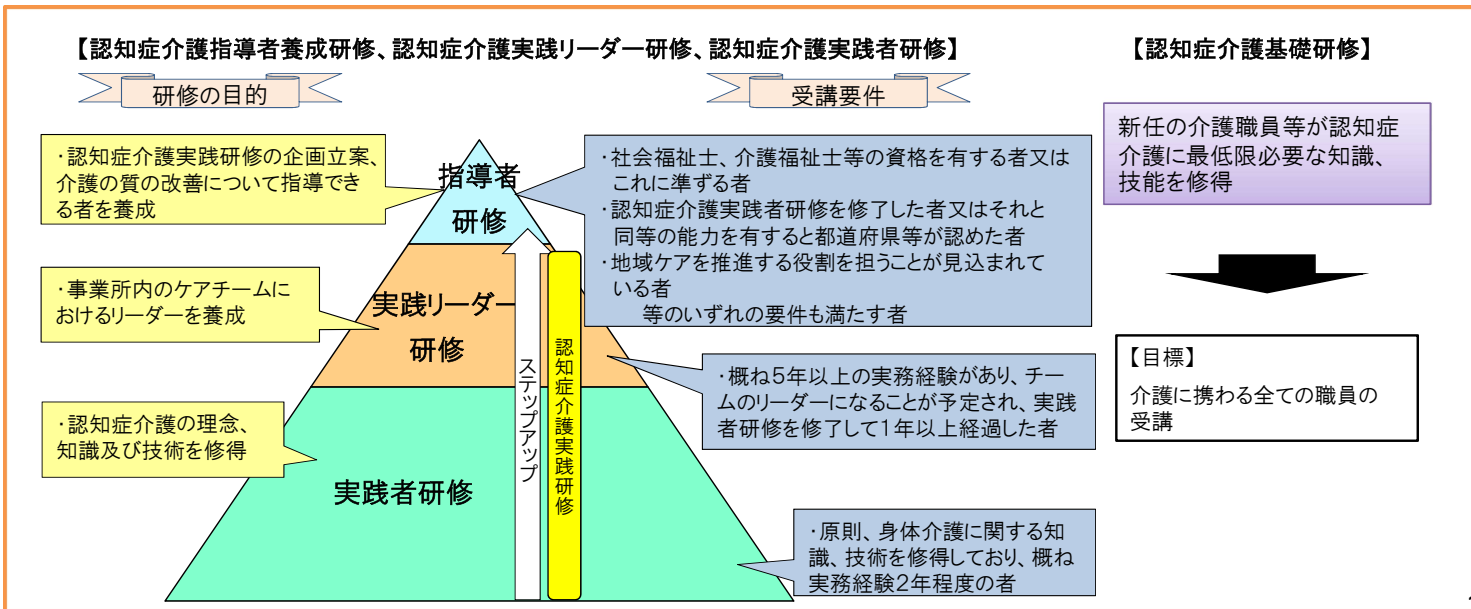 【認知症介護指導者養成研修、認知症介護実践リーダー研修、認知症介護実践者研修】
研修の目的
受講要件
・認知症介護実践研修の企画立案、
介護の質の改善について指導でき
る者を養成
・事業所内のケアチームに
おけるリーダーを養成
・認知症介護の理念、
知識及び技術を修得
指導者
研修
実践リーダー
研修
実践者研修
ステップアップ
認知症介護実践研修
・社会福祉士、介護福祉士等の資格を有する者又は
これに準ずる者
・認知症介護実践者研修を修了した者又はそれと
同等の能力を有すると都道府県等が認めた者
・地域ケアを推進する役割を担うことが見込まれて
いる者
等のいずれの要件も満たす者
・概ね5年以上の実務経験があり、チー
ムのリーダーになることが予定され、実践
者研修を修了して1年以上経過した者
・原則、身体介護に関する知
識、技術を修得しており、概ね
実務経験2年程度の者
【認知症介護基礎研修】
新任の介護職員等が認知症
介護に最低限必要な知識、
技能を修得
【目標】
介護に携わる全ての職員の
受講